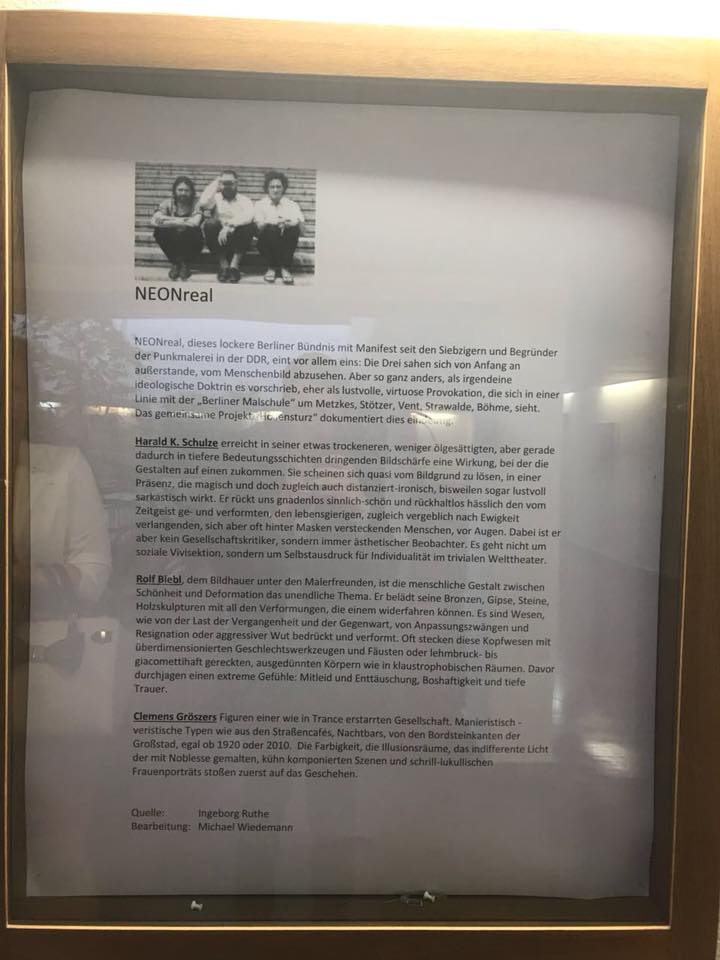 NEONreal
NEONreal, dieses lockere Berliner Bündnis mit Manifest seit den Siebzigern und Begründer
der Punkmalerei in der DDR, eint vor allem eins: Die Drei sahen sich von Anfang an
außerstande, vom Menschenbild abzusehen. Aber so ganz anders, als irgendeine
ideologische Doktrin es vorschrieb, eher als lustvolle, virtuose Provokation, die sich in einer
Linie mit der „Berliner Malschule“ um Metzkes, Stötzer, Vent, Strawalde, Böhme, sieht.
Das gemeinsame Projekt „Höllensturz“ dokumentiert dies eindeutig.
Harald K. Schulze erreicht in seiner etwas trockeneren, weniger ölgesättigten, aber gerade
dadurch in tiefere Bedeutungsschichten dringenden Bildschärfe eine Wirkung, bei der die
Gestalten auf einen zukommen. Sie scheinen sich quasi vom Bildgrund zu lösen, in einer
Präsenz, die magisch und doch zugleich auch distanziert-ironisch, bisweilen sogar lustvoll
sarkastisch wirkt. Er rückt uns gnadenlos sinnlich-schön und rückhaltlos hässlich den vom
Zeitgeist ge- und verformten, den lebensgierigen, zugleich vergeblich nach Ewigkeit
verlangenden, sich aber oft hinter Masken versteckenden Menschen, vor Augen. Dabei ist er
aber kein Gesellschaftskritiker, sondern immer ästhetischer Beobachter. Es geht nicht um
soziale Vivisektion, sondern um Selbstausdruck für Individualität im trivialen Welttheater.
Rolf Biebl, dem Bildhauer unter den Malerfreunden, ist die menschliche Gestalt zwischen
Schönheit und Deformation das unendliche Thema. Er belädt seine Bronzen, Gipse, Steine,
Holzskulpturen mit all den Verformungen, die einem widerfahren können. Es sind Wesen,
wie von der Last der Vergangenheit und der Gegenwart, von Anpassungszwängen und
Resignation oder aggressiver Wut bedrückt und verformt. Oft stecken diese Kopfwesen mit
überdimensionierten Geschlechtswerkzeugen und Fäusten oder lehmbruck- bis
giacomettihaft gereckten, ausgedünnten Körpern wie in klaustrophobischen Räumen. Davor
durchjagen einen extreme Gefühle: Mitleid und Enttäuschung, Boshaftigkeit und tiefe
Trauer.
Clemens Gröszers Figuren einer wie in Trance erstarrten Gesellschaft. Manieristisch -
veristische Typen wie aus den Straßencafés, Nachtbars, von den Bordsteinkanten der
Großstad, egal ob 1920 oder 2010. Die Farbigkeit, die Illusionsräume, das indifferente Licht
der mit Noblesse gemalten, kühn komponierten Szenen und schrill-lukullischen
Frauenporträts stoßen zuerst auf das Geschehen.
Quelle: Ingeborg Ruthe
Bearbeitung: Michael Wiedemann